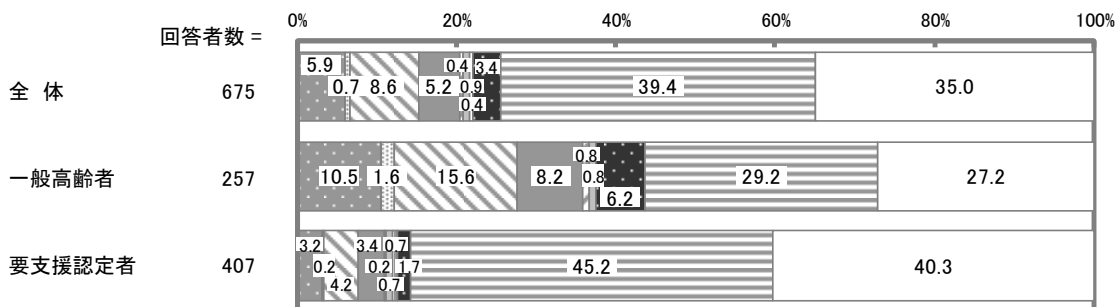 0% 20% 40% 60% 80% 100%
回答者数 =
全 体 675 5.9 0.7 8.6 5.2 0.4 0.9 0.4 3.4 39.4 35.0
一般高齢者 257 10.5 1.6 15.6 8.2 0.8 0.8 6.2 29.2 27.2
要支援認定者 407 3.2 0.2 4.2 3.4 0.2 0.7 0.7 1.7 45.2 40.3